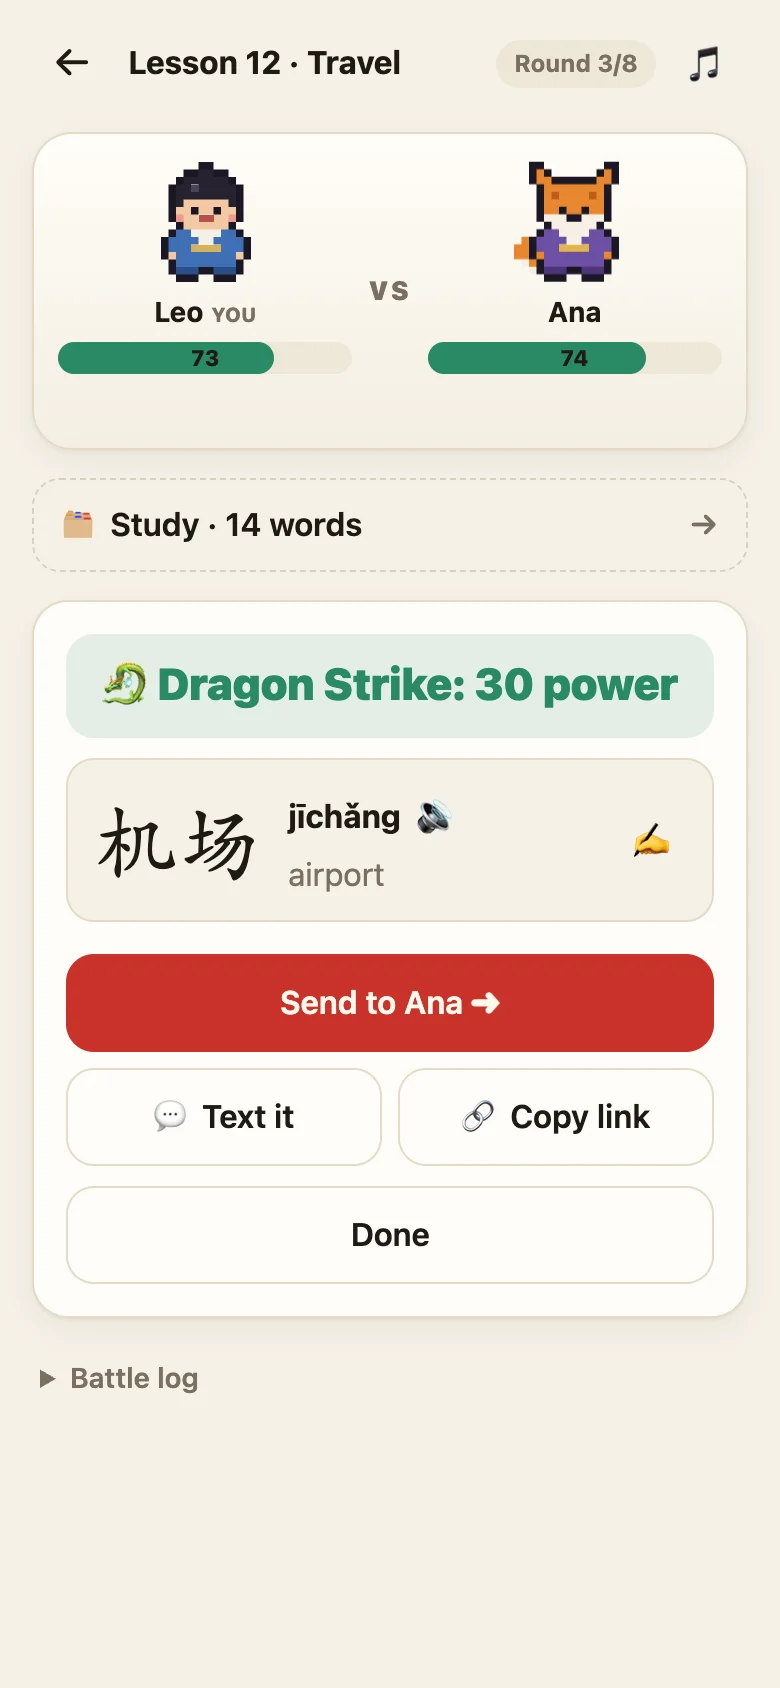 Lesson 12 · Travel
Round 3/8
Leo YOU
vs
Ana
73
74
Study · 14 words
Dragon Strike: 30 power
机场
jīchǎng
airport
Send to Ana ➜
Text it
Copy link
Done
Battle log